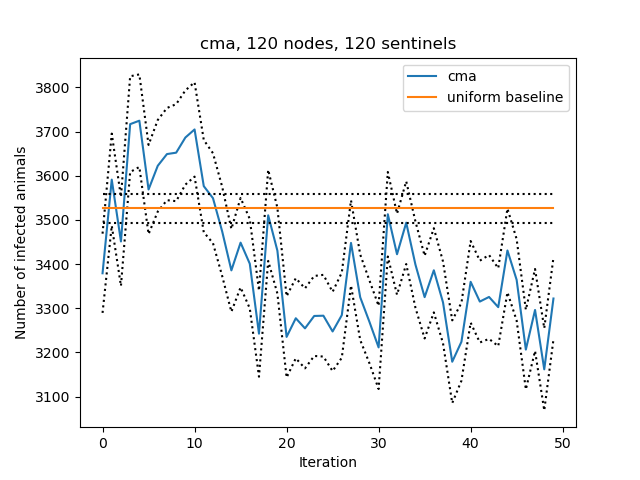 cma, 120 nodes, 120 sentinels
cma
uniform baseline
Number of infected animals
3800
3700
3600
3500
3400
3300
3200
3100
0
10
20
30
40
50
Iteration